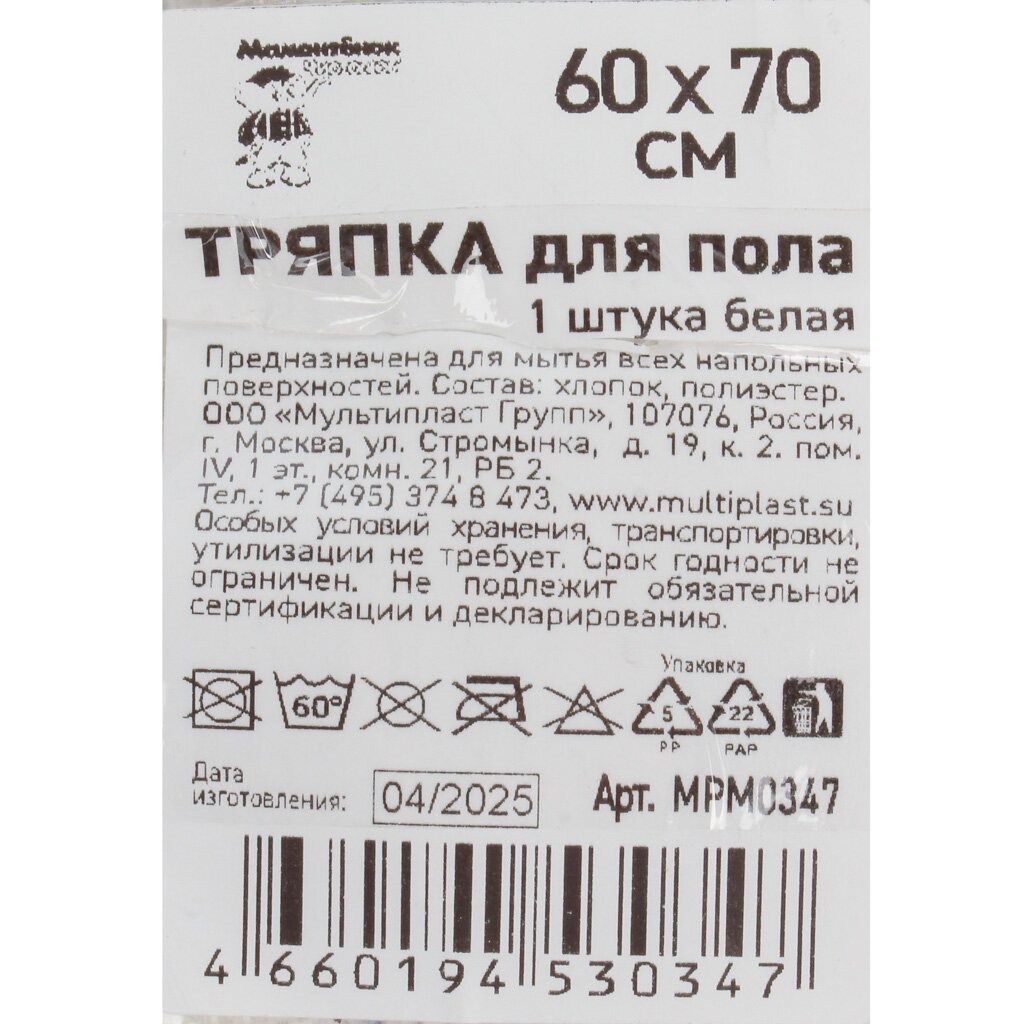 Мамонтёнок
60 х 70
СМ
ТРЯПКА для пола
1 штука белая
Предназначена для мытья всех напольных
поверхностей. Состав: хлопок, полиэстер.
ООО «Мультипласт Групп», 107076, Россия,
г. Москва, ул. Стромынка, д. 19, к. 2. пом.
IV, 1 эт., комн. 21, РБ 2.
Тел.: +7 (495) 374 8 473, www.multiplast.su
Особых условий хранения, транспортировки,
утилизации не требует. Срок годности не
ограничен. Не подлежит обязательной
сертификации и декларированию.
Упаковка
60° 5 22
PP PAP
Дата
изготовления: 04/2025 Арт. МРМ0347
4 660194 530347